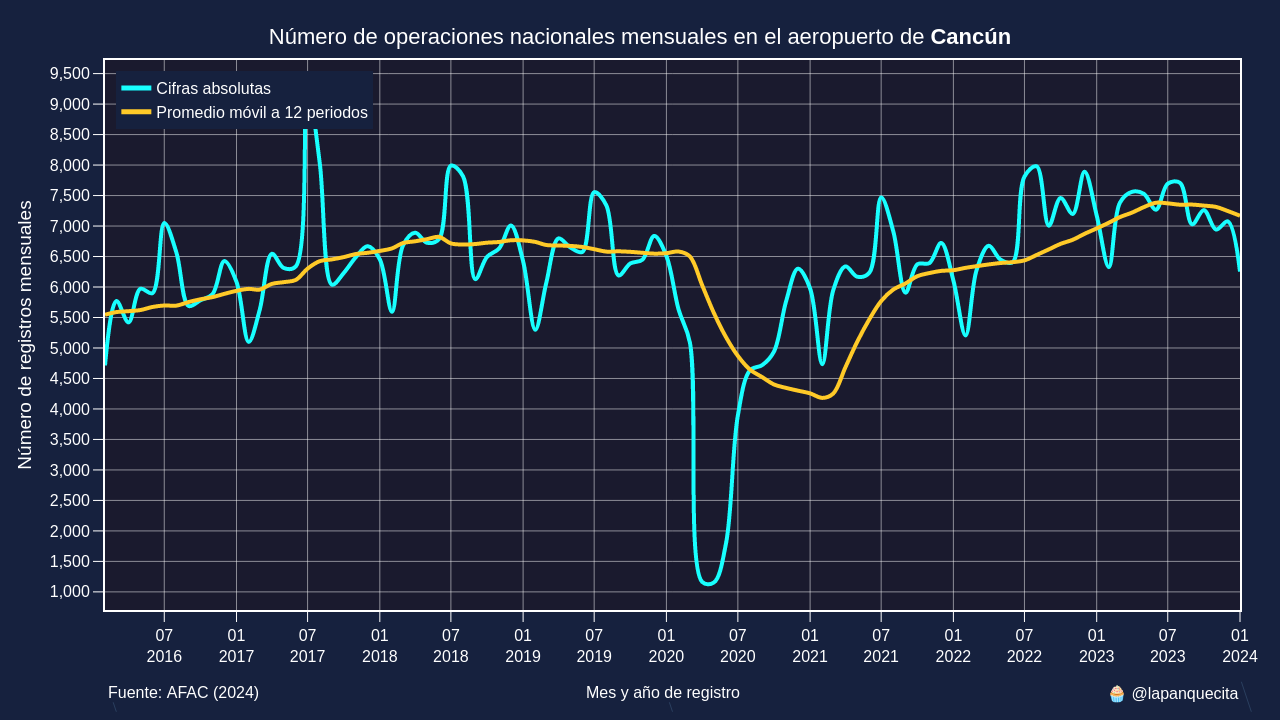 Número de operaciones nacionales mensuales en el aeropuerto de Cancún
Cifras absolutas
Promedio móvil a 12 periodos
Número de registros mensuales
9,500
9,000
8,500
8,000
7,500
7,000
6,500
6,000
5,500
5,000
4,500
4,000
3,500
3,000
2,500
2,000
1,500
1,000
07 01 07 01 07 01 07 01 07 01 07 01 07 01 07 01
2016 2017 2017 2018 2018 2019 2019 2020 2020 2021 2021 2022 2022 2023 2023 2024
Fuente: AFAC (2024) Mes y año de registro 🧁 @lapanquecita